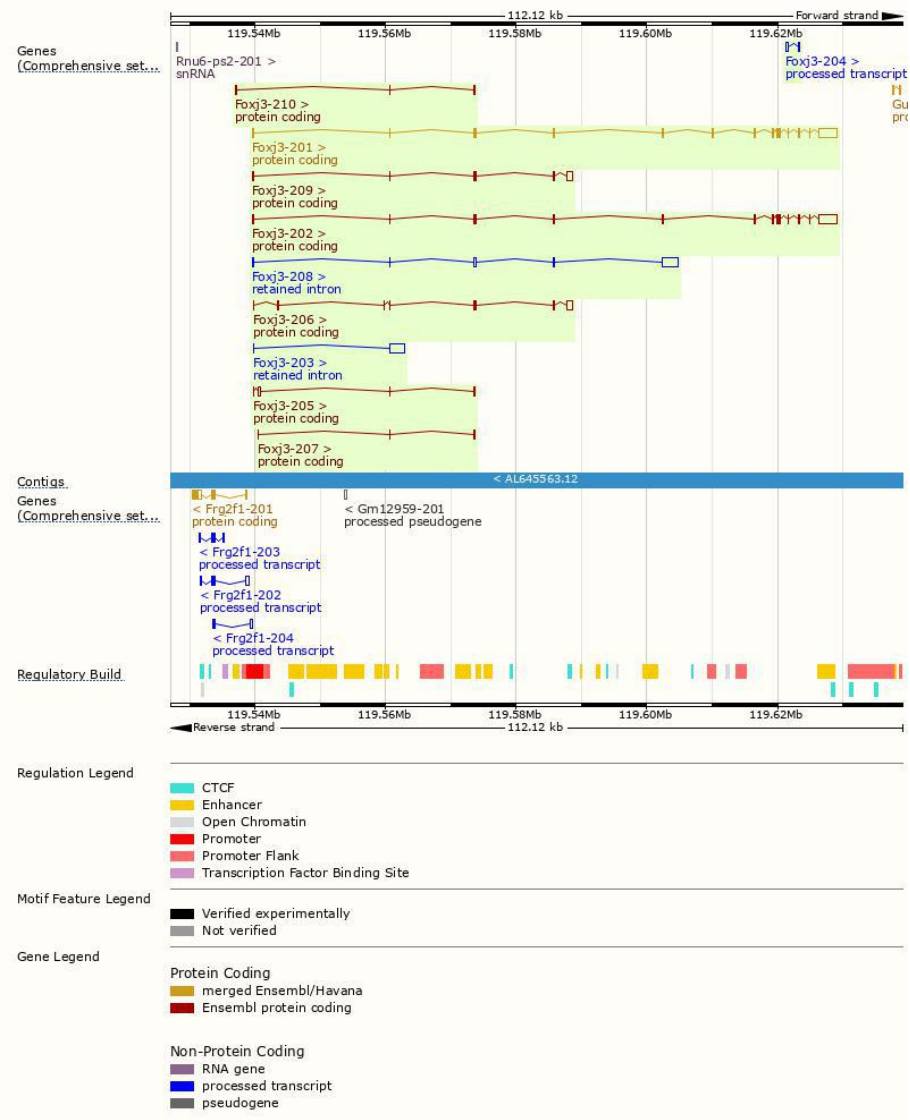 112.12 kb Forward strand
119.54Mb 119.56Mb 119.58Mb 119.60Mb 119.62Mb
Genes
(Comprehensive set...
Rnu6-ps2-201 >
snRNA
Foxj3-204 >
processed transcript
Foxj3-210 >
protein coding
Gu
pro
Foxj3-201 >
protein coding
Foxj3-209 >
protein coding
Foxj3-202 >
protein coding
Foxj3-208 >
retained intron
Foxj3-206 >
protein coding
Foxj3-203 >
retained intron
Foxj3-205 >
protein coding
Foxj3-207 >
protein coding
Contigs
< AL645563.12
Genes
(Comprehensive set...
< Frg2f1-201
protein coding
< Gm12959-201
processed pseudogene
< Frg2f1-203
processed transcript
< Frg2f1-202
processed transcript
< Frg2f1-204
processed transcript
Regulatory Build
119.54Mb 119.56Mb 119.58Mb 119.60Mb 119.62Mb
Reverse strand 112.12 kb
Regulation Legend
CTCF
Enhancer
Open Chromatin
Promoter
Promoter Flank
Transcription Factor Binding Site
Motif Feature Legend
Verified experimentally
Not verified
Gene Legend
Protein Coding
merged Ensembl/Havana
Ensembl protein coding
Non-Protein Coding
RNA gene
processed transcript
pseudogene